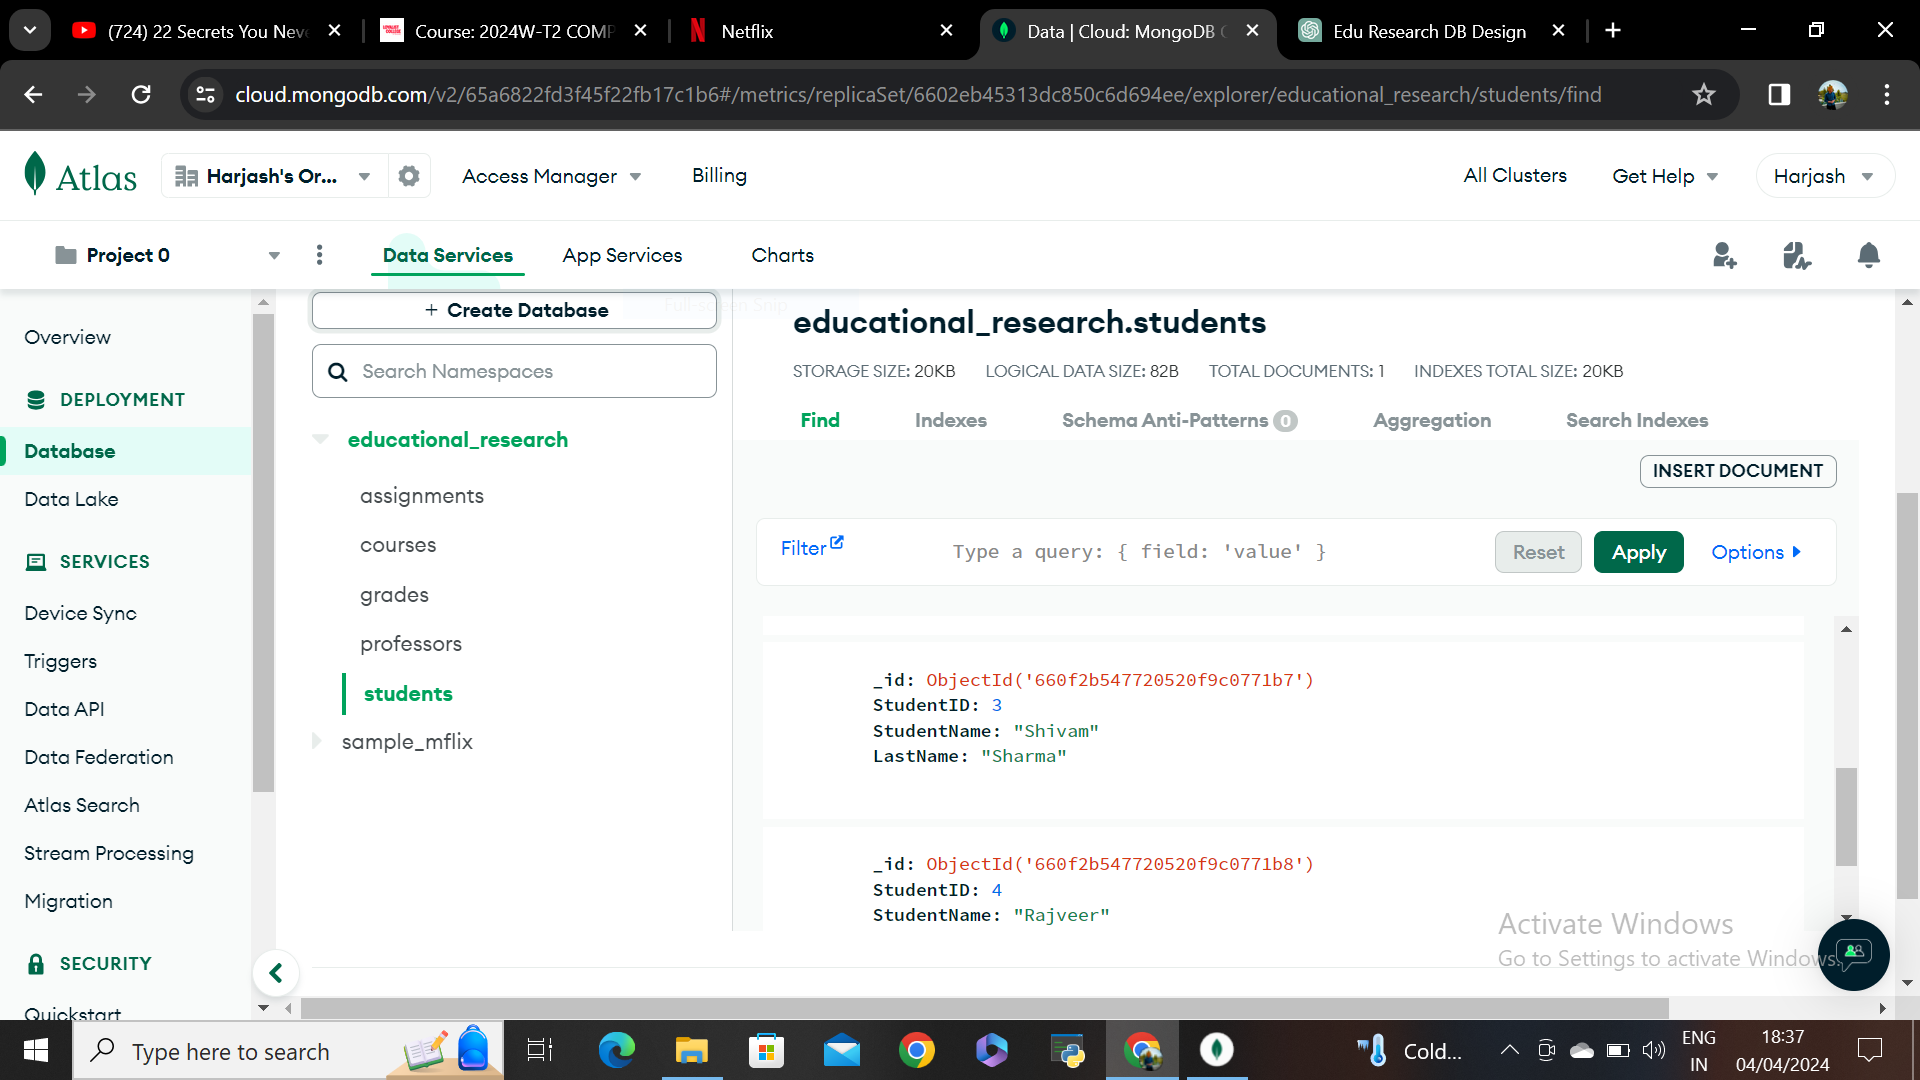 (724) 22 Secrets You Neve
Course: 2024W-T2 COMP
Netflix
Data | Cloud: MongoDB C
Edu Research DB Design
cloud.mongodb.com/v2/65a6822fd3f45f22fb17c1b6#/metrics/replicaSet/6602eb45313dc850c6d694ee/explorer/educational_research/students/find
Atlas
Harjash's Or...
Access Manager
Billing
All Clusters
Get Help
Harjash
Project 0
Data Services
App Services
Charts
Overview
DEPLOYMENT
Database
Data Lake
SERVICES
Device Sync
Triggers
Data API
Data Federation
Atlas Search
Stream Processing
Migration
SECURITY
Quickstart
+ Create Database
Full-screen Snip
Search Namespaces
educational_research
assignments
courses
grades
professors
students
sample_mflix
educational_research.students
STORAGE SIZE: 20KB LOGICAL DATA SIZE: 82B TOTAL DOCUMENTS: 1 INDEXES TOTAL SIZE: 20KB
Find Indexes Schema Anti-Patterns 0 Aggregation Search Indexes
INSERT DOCUMENT
Filter
Type a query: { field: 'value' }
Reset
Apply
Options
_id: ObjectId('660f2b547720520f9c0771b7')
StudentID: 3
StudentName: "Shivam"
LastName: "Sharma"
_id: ObjectId('660f2b547720520f9c0771b8')
StudentID: 4
StudentName: "Rajveer"
Activate Windows
Go to Settings to activate Windows.
Type here to search
Cold...
ENG
IN
18:37
04/04/2024